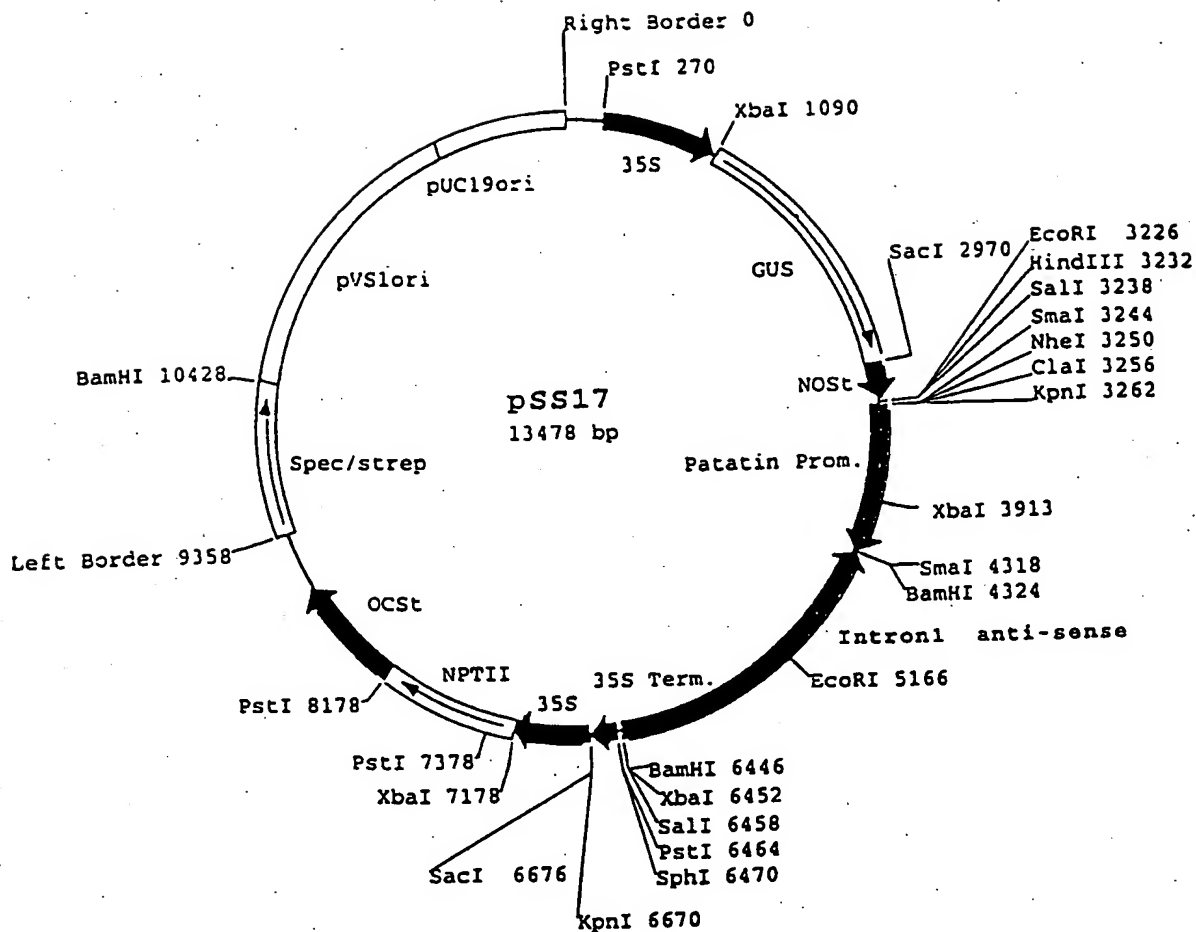 Right Border 0
PstI 270
XbaI 1090
35S
pUC19ori
GUS
SacI 2970
EcoRI 3226
HindIII 3232
SalI 3238
SmaI 3244
NheI 3250
ClaI 3256
KpnI 3262
pVS1ori
BamHI 10428
NOSt
pSS17
13478 bp
Patatin Prom.
Spec/strep
XbaI 3913
Left Border 9358
SmaI 4318
BamHI 4324
OCSt
Intron1 anti-sense
EcoRI 5166
NPTII
35S Term.
35S
PstI 8178
PstI 7378
XbaI 7178
BamHI 6446
XbaI 6452
SalI 6458
PstI 6464
SphI 6470
SacI 6676
KpnI 6670